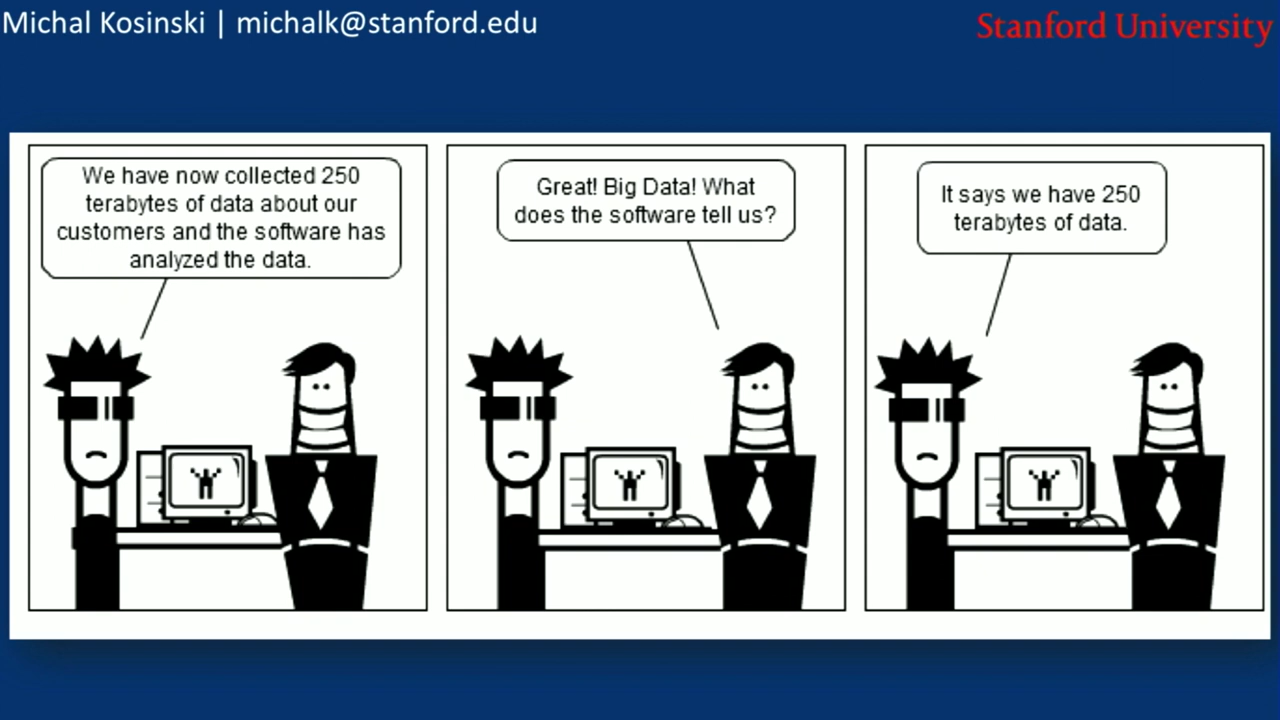 Michal Kosinski | michalk@stanford.edu
Stanford University
We have now collected 250
terabytes of data about our
customers and the software has
analyzed the data.
Great! Big Data! What
does the software tell us?
It says we have 250
terabytes of data.